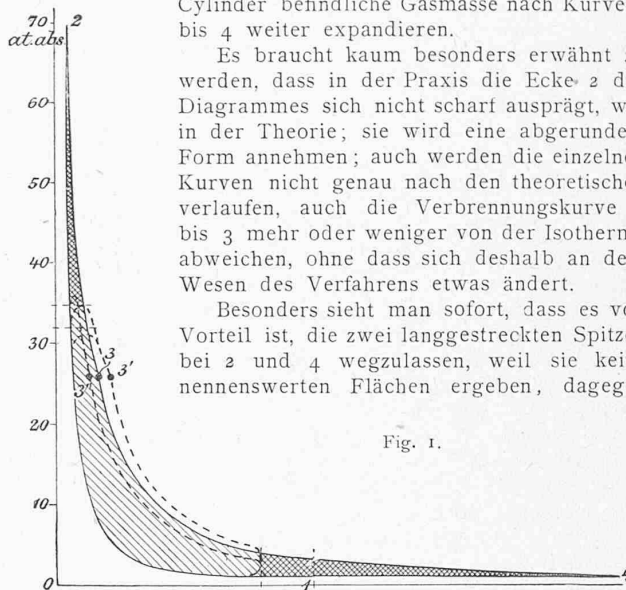 Cylinder befindliche Gasmasse nach Kurve
bis 4 weiter expandieren.
Es braucht kaum besonders erwähnt
werden, dass in der Praxis die Ecke 2 d
Diagrammes sich nicht scharf ausprägt, w
in der Theorie; sie wird eine abgerunde
Form annehmen; auch werden die einzelne
Kurven nicht genau nach den theoretische
verlaufen, auch die Verbrennungskurve
bis 3 mehr oder weniger von der Isotherm
abweichen, ohne dass sich deshalb an de
Wesen des Verfahrens etwas ändert.
Besonders sieht man sofort, dass es vo
Vorteil ist, die zwei langgestreckten Spitze
bei 2 und 4 wegzulassen, weil sie kei
nennenswerten Flächen ergeben, dageg
Fig. 1.
70
at.abs.
2
60
50
40
30
3
3'
20
10
0
1